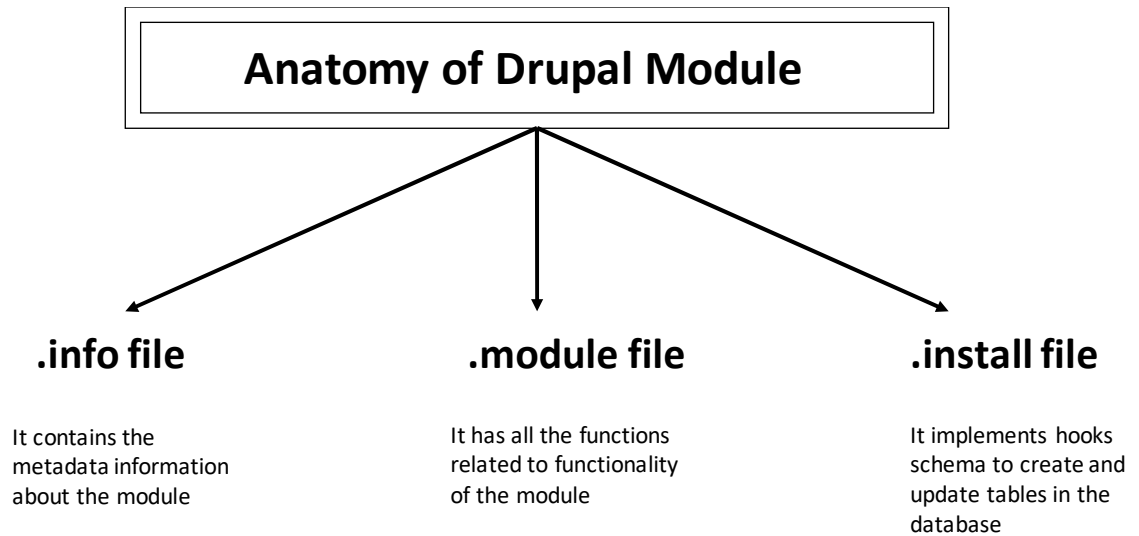 Anatomy of Drupal Module
.info file
It contains the
metadata information
about the module
.module file
It has all the functions
related to functionality
of the module
.install file
It implements hooks
schema to create and
update tables in the
database